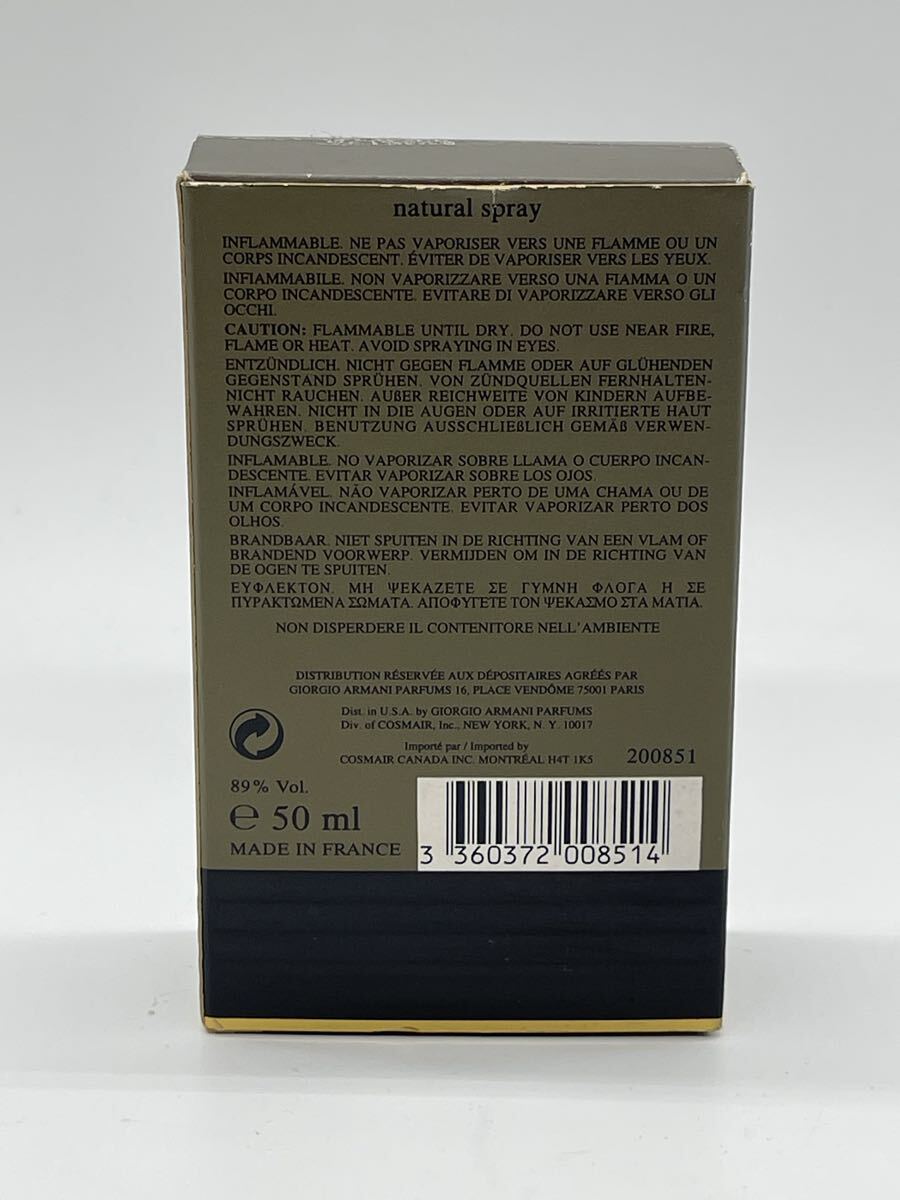 natural spray
INFLAMMABLE. NE PAS VAPORISER VERS UNE FLAMME OU UN
CORPS INCANDESCENT. ÉVITER DE VAPORISER VERS LES YEUX.
INFIAMMABILE. NON VAPORIZZARE VERSO UNA FIAMMA O UN
CORPO INCANDESCENTE. EVITARE DI VAPORIZZARE VERSO GLI
OCCHI.
CAUTION: FLAMMABLE UNTIL DRY. DO NOT USE NEAR FIRE,
FLAME OR HEAT. AVOID SPRAYING IN EYES.
ENTZÜNDLICH. NICHT GEGEN FLAMME ODER AUF GLÜHENDEN
GEGENSTAND SPRÜHEN. VON ZÜNDQUELLEN FERNHALTEN-
NICHT RAUCHEN. AUßER REICHWEITE VON KINDERN AUFBE-
WAHREN. NICHT IN DIE AUGEN ODER AUF IRRITIERTE HAUT
SPRÜHEN. BENUTZUNG AUSSCHLIEßLICH GEMÄß VERWEN-
DUNGSZWECK.
INFLAMABLE. NO VAPORIZAR SOBRE LLAMA O CUERPO INCAN-
DESCENTE. EVITAR VAPORIZAR SOBRE LOS OJOS.
INFLAMÁVEL. NÃO VAPORIZAR PERTO DE UMA CHAMA OU DE
UM CORPO INCANDESCENTE. EVITAR VAPORIZAR PERTO DOS
OLHOS.
BRANDBAAR. NIET SPUITEN IN DE RICHTING VAN EEN VLAM OF
BRANDEND VOORWERP. VERMIJDEN OM IN DE RICHTING VAN
DE OGEN TE SPUITEN.
ΕΥΦΛΕΚΤΟΝ. ΜΗ ΨΕΚΑΖΕΤΕ ΣΕ ΓΥΜΝΗ ΦΛΟΓΑ Η ΣΕ
ΠΥΡΑΚΤΩΜΕΝΑ ΣΩΜΑΤΑ. ΑΠΟΦΥΓΕΤΕ ΤΟΝ ΨΕΚΑΣΜΟ ΣΤΑ ΜΑΤΙΑ.
NON DISPERDERE IL CONTENITORE NELL'AMBIENTE
DISTRIBUTION RÉSERVÉE AUX DÉPOSITAIRES AGRÉÉS PAR
GIORGIO ARMANI PARFUMS 16, PLACE VENDÔME 75001 PARIS
Dist. in U.S.A. by GIORGIO ARMANI PARFUMS
Div. of COSMAIR, Inc., NEW YORK, N. Y. 10017
Importé par / Imported by
COSMAIR CANADA INC. MONTRÉAL H4T 1K5
200851
89% Vol.
℮ 50 ml
MADE IN FRANCE
3 360372 008514